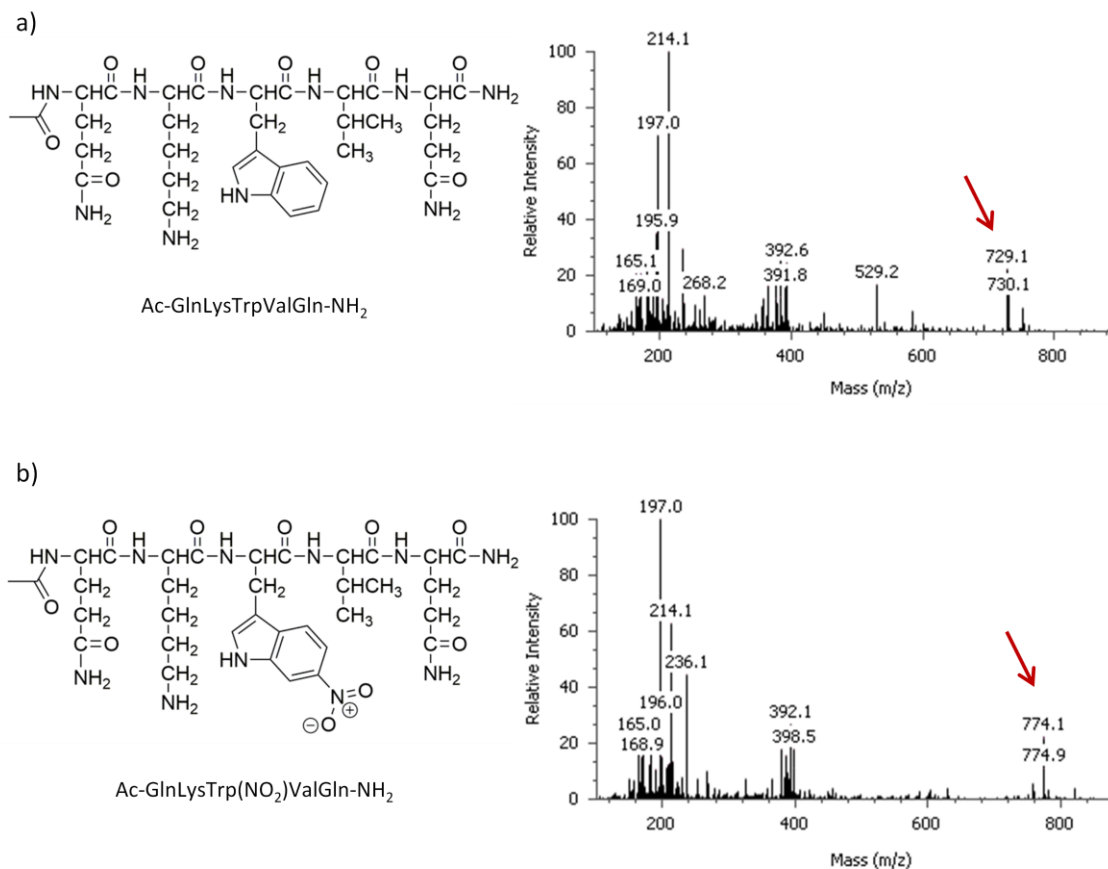 a)
O H O H O H O H O
HN–CHC–N–CHC–N–CHC–N–CHC–N–CHC–NH2
O CH2 CH2 CH2 CHCH3 CH2
CH2 CH2 CH3 CH2
C=O CH2 HN C=O
NH2 CH2 NH2
NH2
Ac-GlnLysTrpValGln-NH2
Relative Intensity
100
80
60
40
20
0
214.1
197.0
195.9
165.1
169.0
268.2
392.6
391.8
529.2
729.1
730.1
200 400 600 800
Mass (m/z)
b)
O H O H O H O H O
HN–CHC–N–CHC–N–CHC–N–CHC–N–CHC–NH2
O CH2 CH2 CH2 CHCH3 CH2
CH2 CH2 CH3 CH2
C=O CH2 HN C=O
NH2 CH2 N O NH2
NH2 ⊖O ⊕
Ac-GlnLysTrp(NO2)ValGln-NH2
Relative Intensity
100
80
60
40
20
0
197.0
214.1
236.1
196.0
165.0
168.9
392.1
398.5
774.1
774.9
200 400 600 800
Mass (m/z)